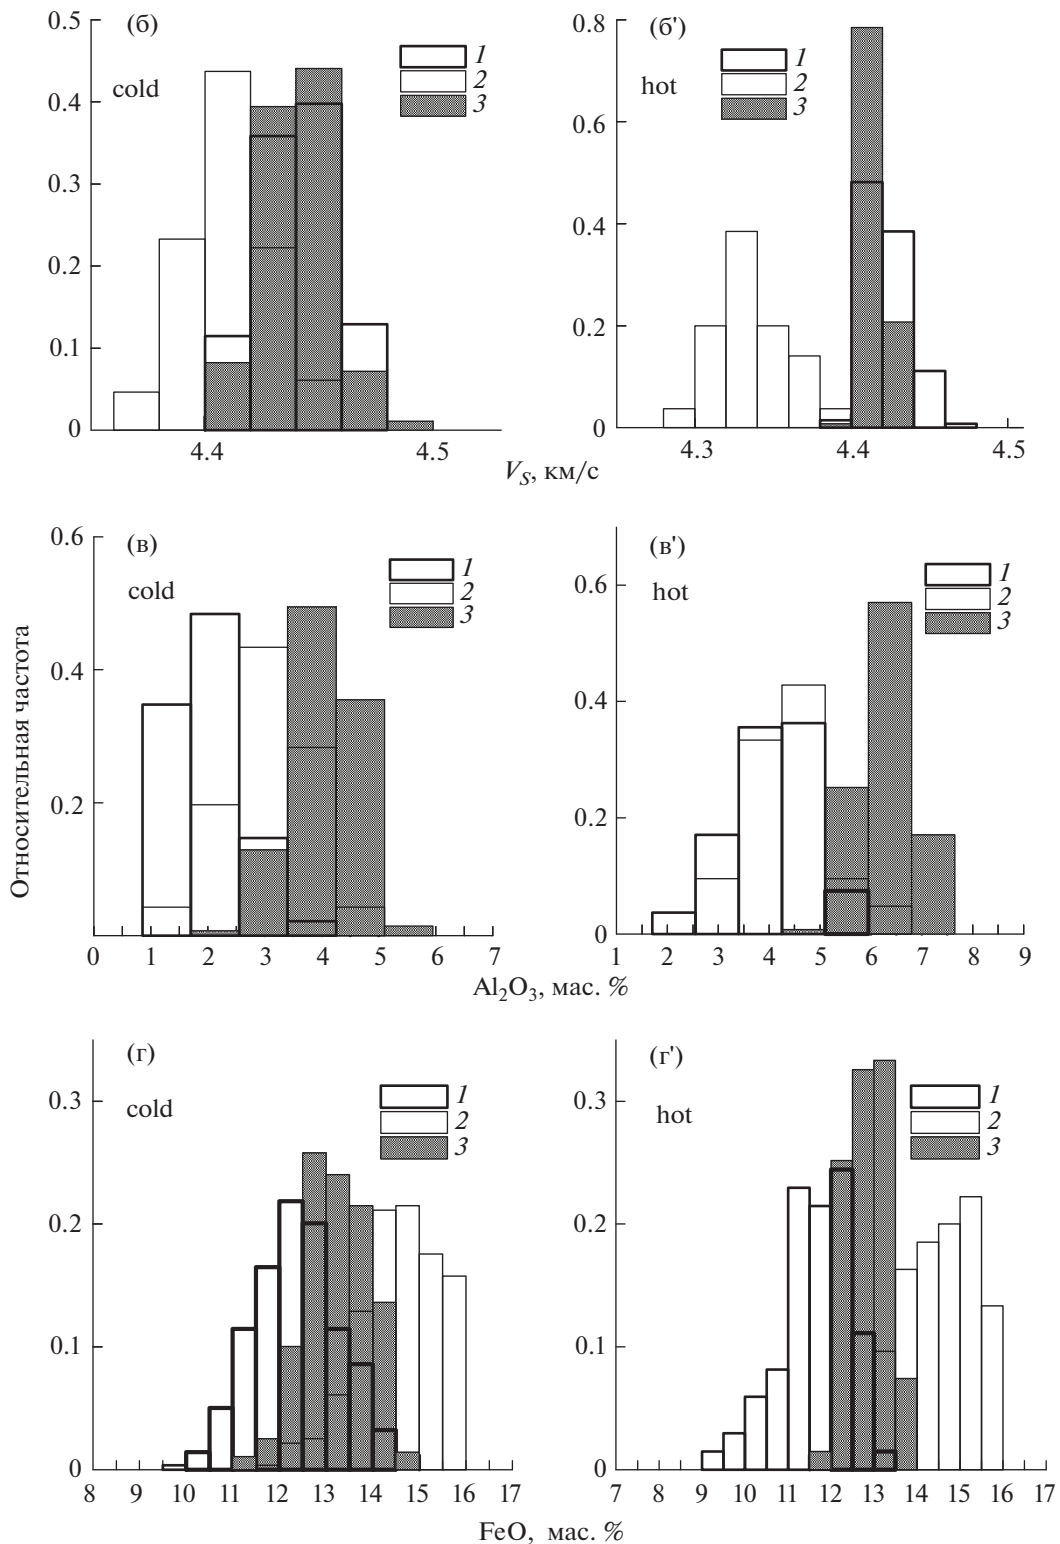 (б)
cold
1
2
3
0.5
0.4
0.3
0.2
0.1
0
4.4
4.5
(б')
hot
1
2
3
0.8
0.6
0.4
0.2
0
4.3
4.4
4.5
V_S, км/с
Относительная частота
(в)
cold
1
2
3
0.6
0.4
0.2
0 1 2 3 4 5 6 7
(в')
hot
1
2
3
0.6
0.4
0.2
0
1 2 3 4 5 6 7 8 9
Al₂O₃, мас. %
(г)
cold
1
2
3
0.3
0.2
0.1
0
8 9 10 11 12 13 14 15 16 17
(г')
hot
1
2
3
0.3
0.2
0.1
0
7 8 9 10 11 12 13 14 15 16 17
FeO, мас. %